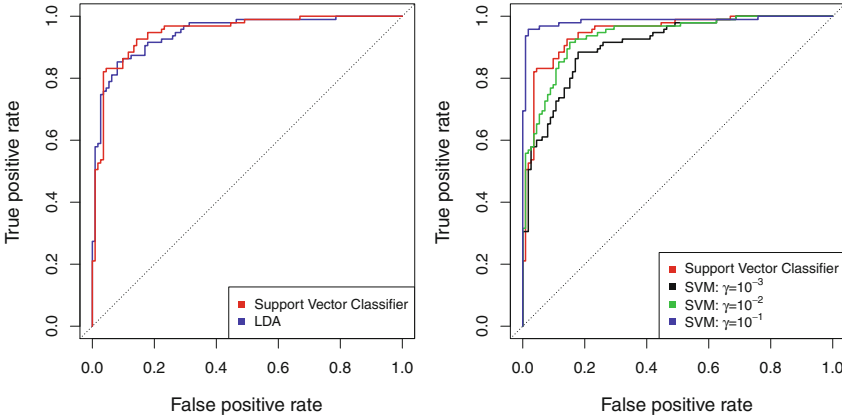 True positive rate
1.0
0.8
0.6
0.4
0.2
0.0
Support Vector Classifier
LDA
0.0 0.2 0.4 0.6 0.8 1.0
False positive rate
True positive rate
1.0
0.8
0.6
0.4
0.2
0.0
Support Vector Classifier
SVM: γ=10⁻³
SVM: γ=10⁻²
SVM: γ=10⁻¹
0.0 0.2 0.4 0.6 0.8 1.0
False positive rate